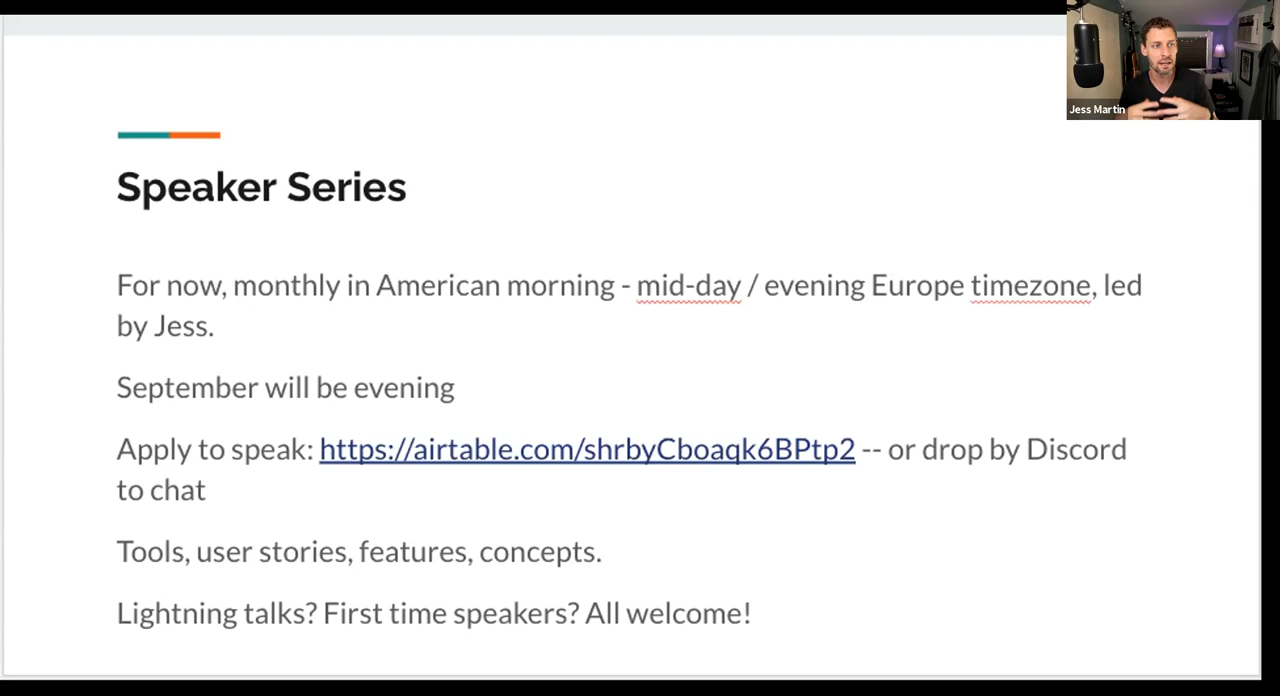 Jess Martin
Speaker Series
For now, monthly in American morning - mid-day / evening Europe timezone, led
by Jess.
September will be evening
Apply to speak: https://airtable.com/shrbyCboaqk6BPtp2 -- or drop by Discord
to chat
Tools, user stories, features, concepts.
Lightning talks? First time speakers? All welcome!